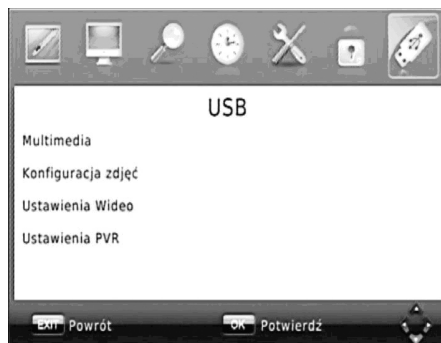 USB
Multimedia
Konfiguracja zdjęć
Ustawienia Wideo
Ustawienia PVR
EXIT Powrót OK Potwierdź